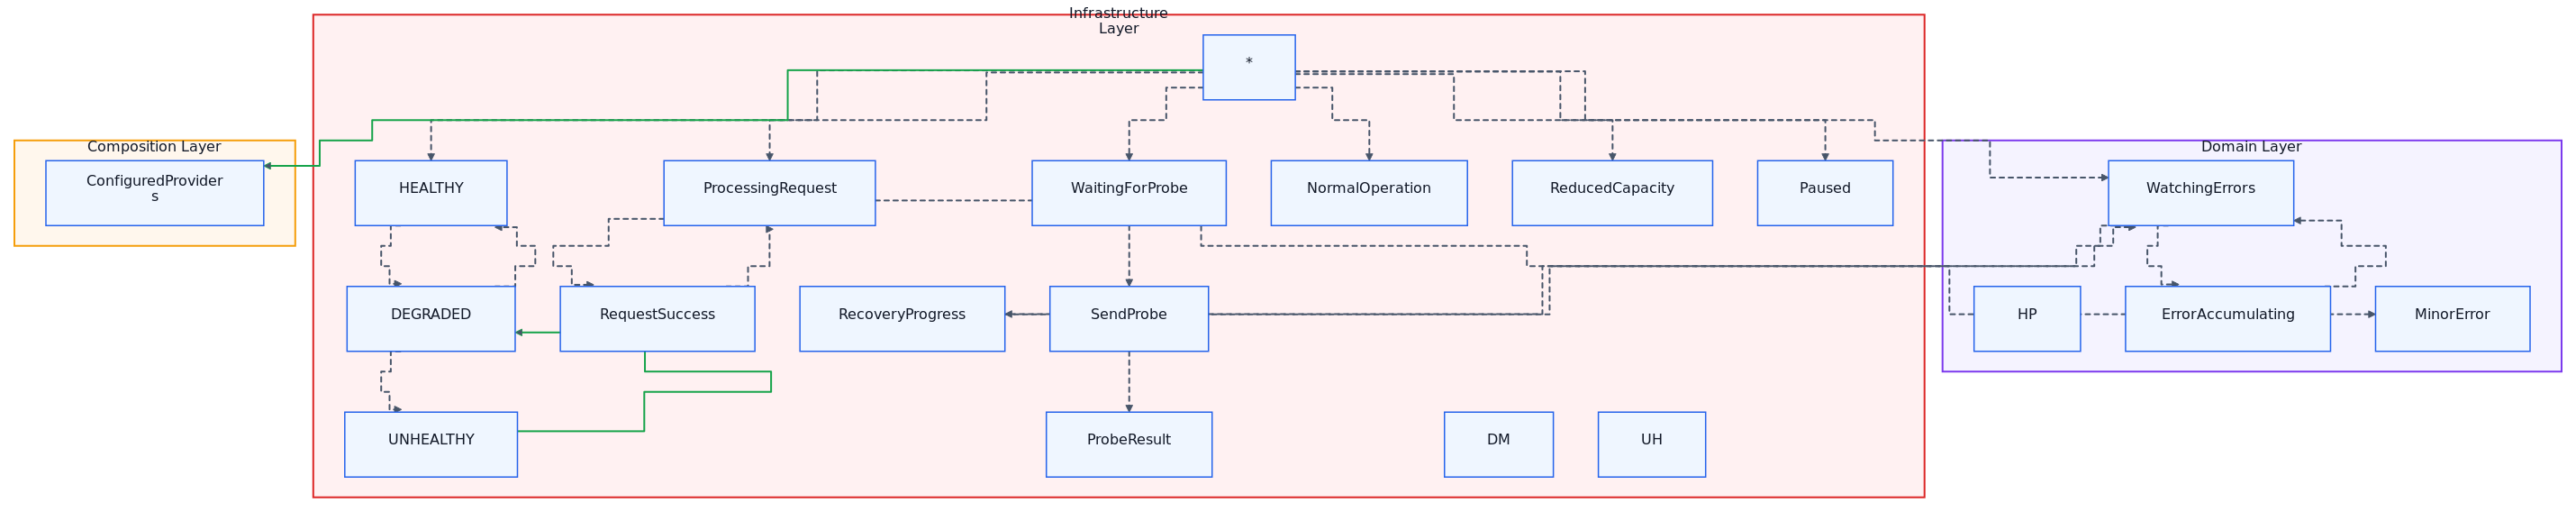 Infrastructure
Layer
*
Composition Layer
Domain Layer
ConfiguredProvider
s
HEALTHY
ProcessingRequest
WaitingForProbe
NormalOperation
ReducedCapacity
Paused
WatchingErrors
DEGRADED
RequestSuccess
RecoveryProgress
SendProbe
HP
ErrorAccumulating
MinorError
UNHEALTHY
ProbeResult
DM
UH